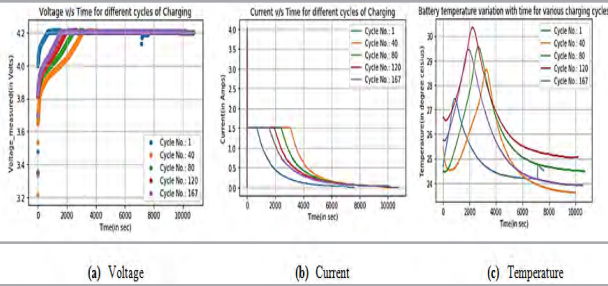 Voltage v/s Time for different cycles of Charging
Voltage_measured(in Volts)
4.2
4.0
3.8
3.6
3.4
3.2
Cycle No.: 1
Cycle No.: 40
Cycle No.: 80
Cycle No.: 120
Cycle No.: 167
0 2000 4000 6000 8000 10000
Time(in sec)
(a) Voltage
Current v/s Time for different cycles of Charging
Current(in Amps)
4.0
3.5
3.0
2.5
2.0
1.5
1.0
0.5
0.0
Cycle No.: 1
Cycle No.: 40
Cycle No.: 80
Cycle No.: 120
Cycle No.: 167
0 2000 4000 6000 8000 10000
Time(in sec)
(b) Current
Battery temperature variation with time for various charging cycles
Temperature(in degree celsius)
30
29
28
27
26
25
24
Cycle No.: 1
Cycle No.: 40
Cycle No.: 80
Cycle No.: 120
Cycle No.: 167
0 2000 4000 6000 8000 10000
Time(in sec)
(c) Temperature